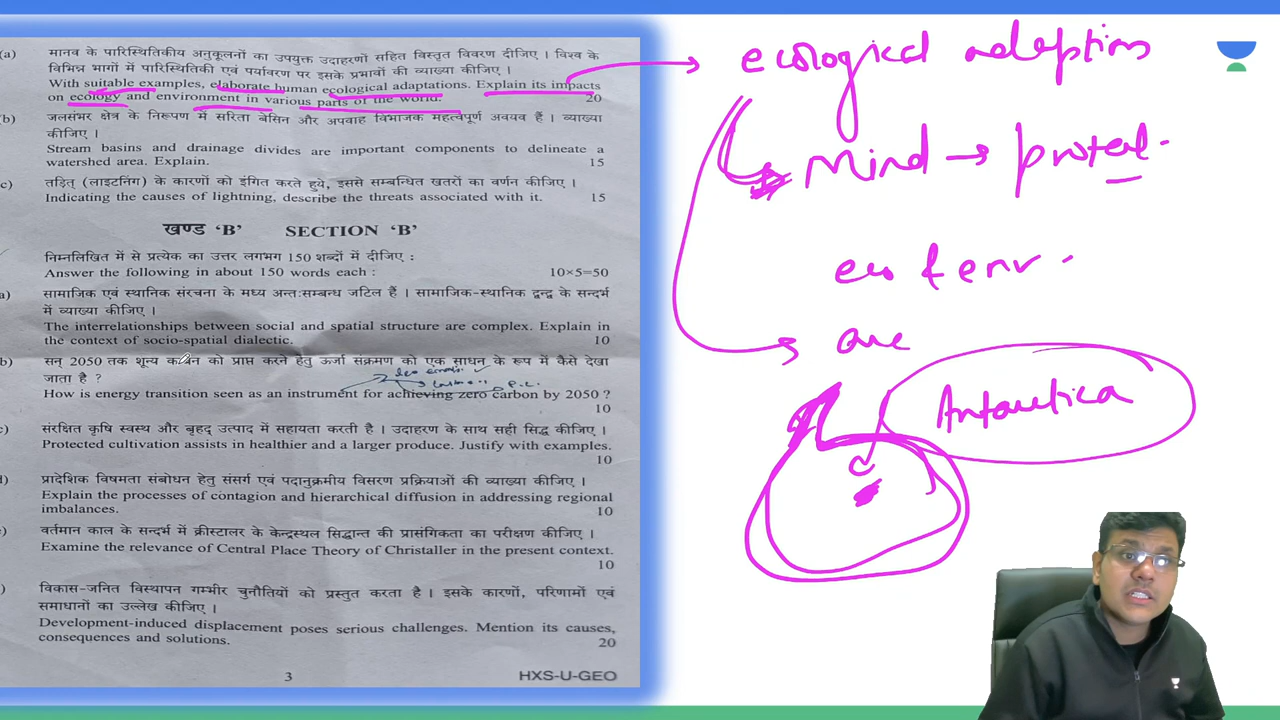 (a) मानव के पारिस्थितिकीय अनुकूलनों का उपयुक्त उदाहरणों सहित विस्तृत विवरण दीजिए । विश्व के
विभिन्न भागों में पारिस्थितिकी एवं पर्यावरण पर इसके प्रभावों की व्याख्या कीजिए ।
With suitable examples, elaborate human ecological adaptations. Explain its impacts
on ecology and environment in various parts of the world. 20
(b) जलसंभर क्षेत्र के निरूपण में सरिता बेसिन और अपवाह विभाजक महत्वपूर्ण अवयव हैं । व्याख्या
कीजिए ।
Stream basins and drainage divides are important components to delineate a
watershed area. Explain. 15
c) तड़ित (लाइटनिंग) के कारणों को इंगित करते हुये, इससे सम्बन्धित खतरों का वर्णन कीजिए ।
Indicating the causes of lightning, describe the threats associated with it. 15
खण्ड 'B' SECTION 'B'
निम्नलिखित में से प्रत्येक का उत्तर लगभग 150 शब्दों में दीजिए :
Answer the following in about 150 words each : 10×5=50
a) सामाजिक एवं स्थानिक संरचना के मध्य अन्तःसम्बन्ध जटिल हैं । सामाजिक-स्थानिक द्वन्द्व के सन्दर्भ
में व्याख्या कीजिए ।
The interrelationships between social and spatial structure are complex. Explain in
the context of socio-spatial dialectic. 10
b) सन् 2050 तक शून्य कार्बन को प्राप्त करने हेतु ऊर्जा संक्रमण को एक साधन के रूप में कैसे देखा
जाता है ?
How is energy transition seen as an instrument for achieving zero carbon by 2050 ?
10
c) संरक्षित कृषि स्वस्थ और वृहद् उत्पादन में सहायता करती है । उदाहरण के साथ सही सिद्ध कीजिए ।
Protected cultivation assists in healthier and a larger produce. Justify with examples.
10
d) प्रादेशिक विषमता समाधान हेतु संसर्ग एवं पदानुक्रमीय विसरण प्रक्रियाओं की व्याख्या कीजिए ।
Explain the processes of contagion and hierarchical diffusion in addressing regional
imbalances. 10
e) वर्तमान काल के सन्दर्भ में क्रीस्टालर के केन्द्रस्थल सिद्धान्त की प्रासंगिकता का परीक्षण कीजिए ।
Examine the relevance of Central Place Theory of Christaller in the present context.
10
) विकास-जनित विस्थापन गम्भीर चुनौतियों को प्रस्तुत करता है । इसके कारणों, परिणामों एवं
समाधानों का उल्लेख कीजिए ।
Development-induced displacement poses serious challenges. Mention its causes,
consequences and solutions. 20
3 HXS-U-GEO
ecological adaptions
Mind → proteal.
eco & env.
are
Antarctica